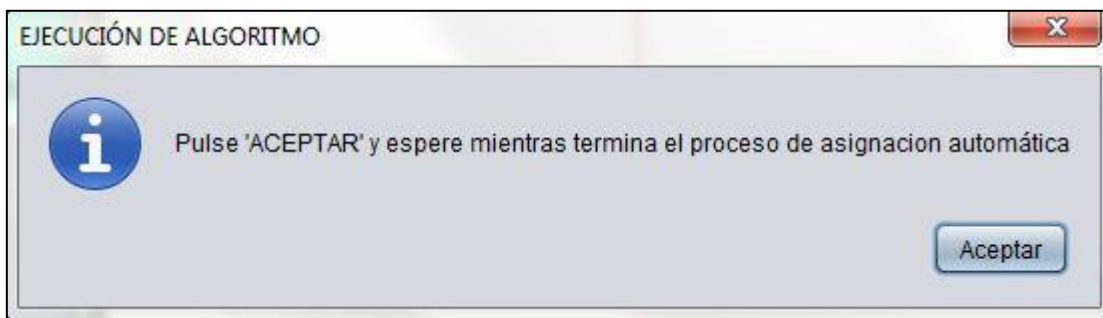 EJECUCIÓN DE ALGORITMO
Pulse 'ACEPTAR' y espere mientras termina el proceso de asignacion automática
Aceptar